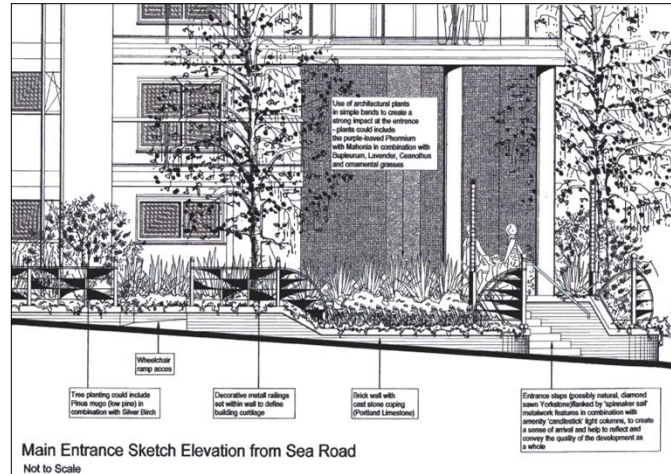 Use of architectural plants
in simple bands to create a
strong impact at the entrance
- plants could include
the purple-leaved Phormium
with Mahonia in combination with
Bupleurum, Lavender, Ceanothus
and ornamental grasses
Wheelchair
ramp acces
Tree planting could include
Pinus mugo (low pins) in
combination with Silver Birch
Decorative metall railings
set within wall to define
building curtilage
Brick wall with
cast stone coping
(Portland Limestone)
Entrance steps (possibly natural, diamond
sawn Yorkstone)flanked by 'spinnaker sail'
metalwork features in combination with
amenity 'candlestick' light columns, to create
a sense of arrival and help to reflect and
convey the quality of the development as
a whole
Main Entrance Sketch Elevation from Sea Road
Not to Scale